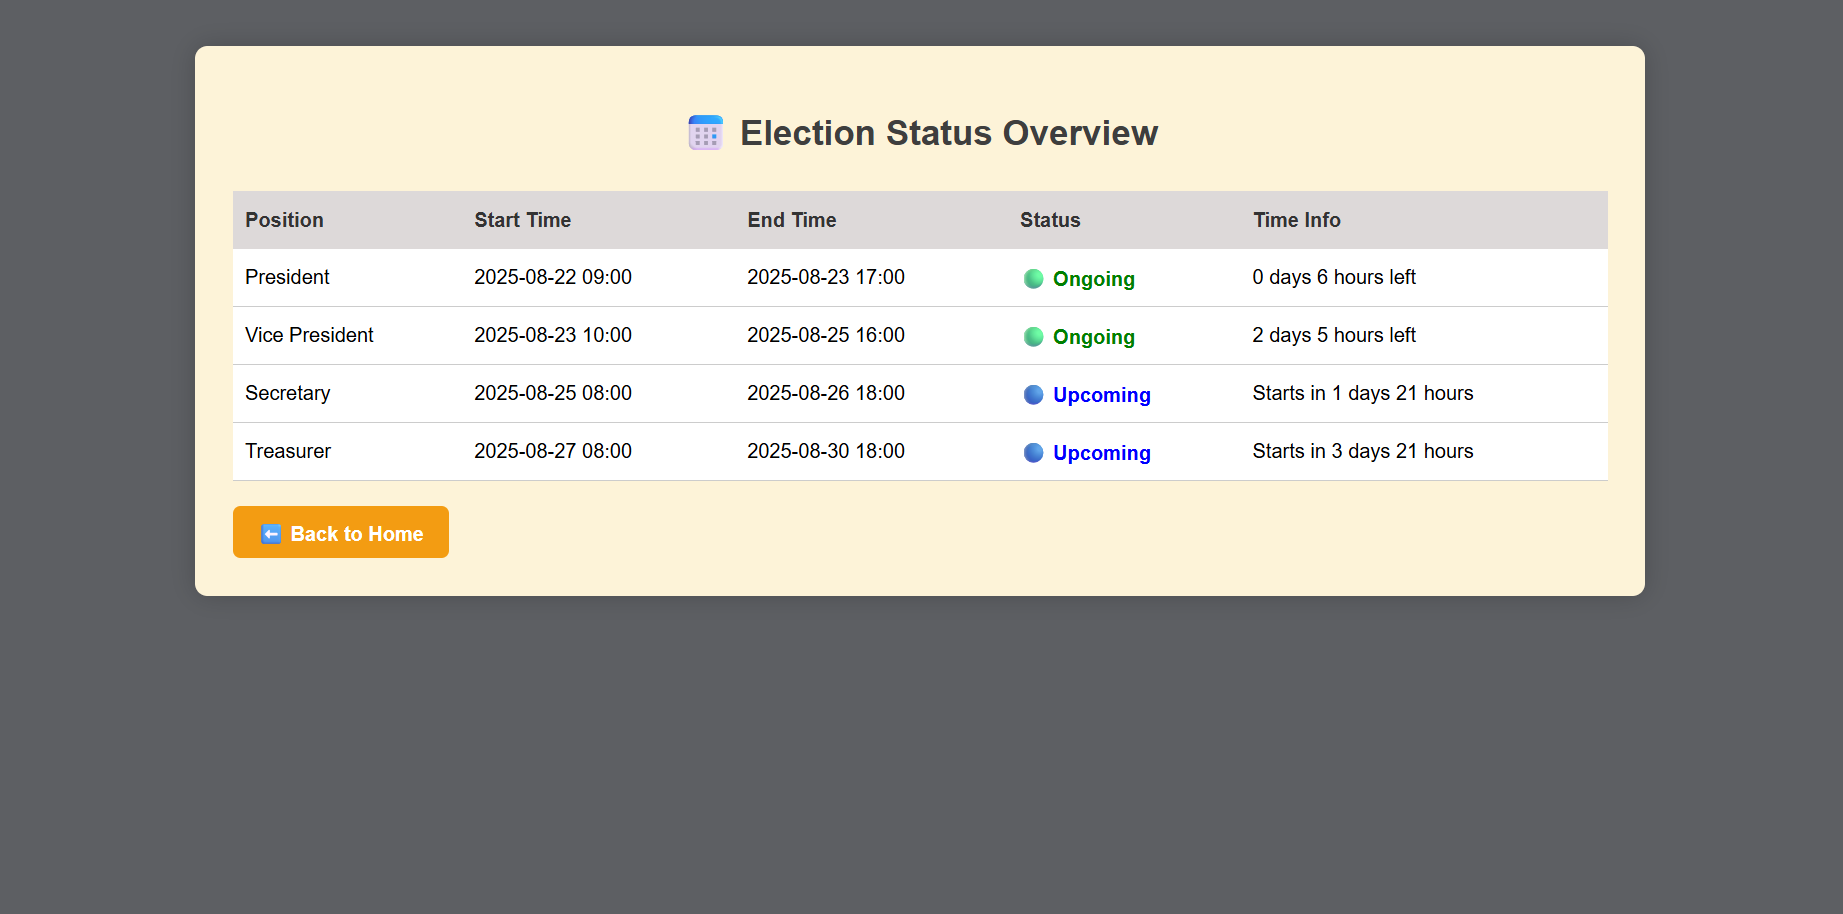 Election Status Overview
Position Start Time End Time Status Time Info
President 2025-08-22 09:00 2025-08-23 17:00 Ongoing 0 days 6 hours left
Vice President 2025-08-23 10:00 2025-08-25 16:00 Ongoing 2 days 5 hours left
Secretary 2025-08-25 08:00 2025-08-26 18:00 Upcoming Starts in 1 days 21 hours
Treasurer 2025-08-27 08:00 2025-08-30 18:00 Upcoming Starts in 3 days 21 hours
Back to Home